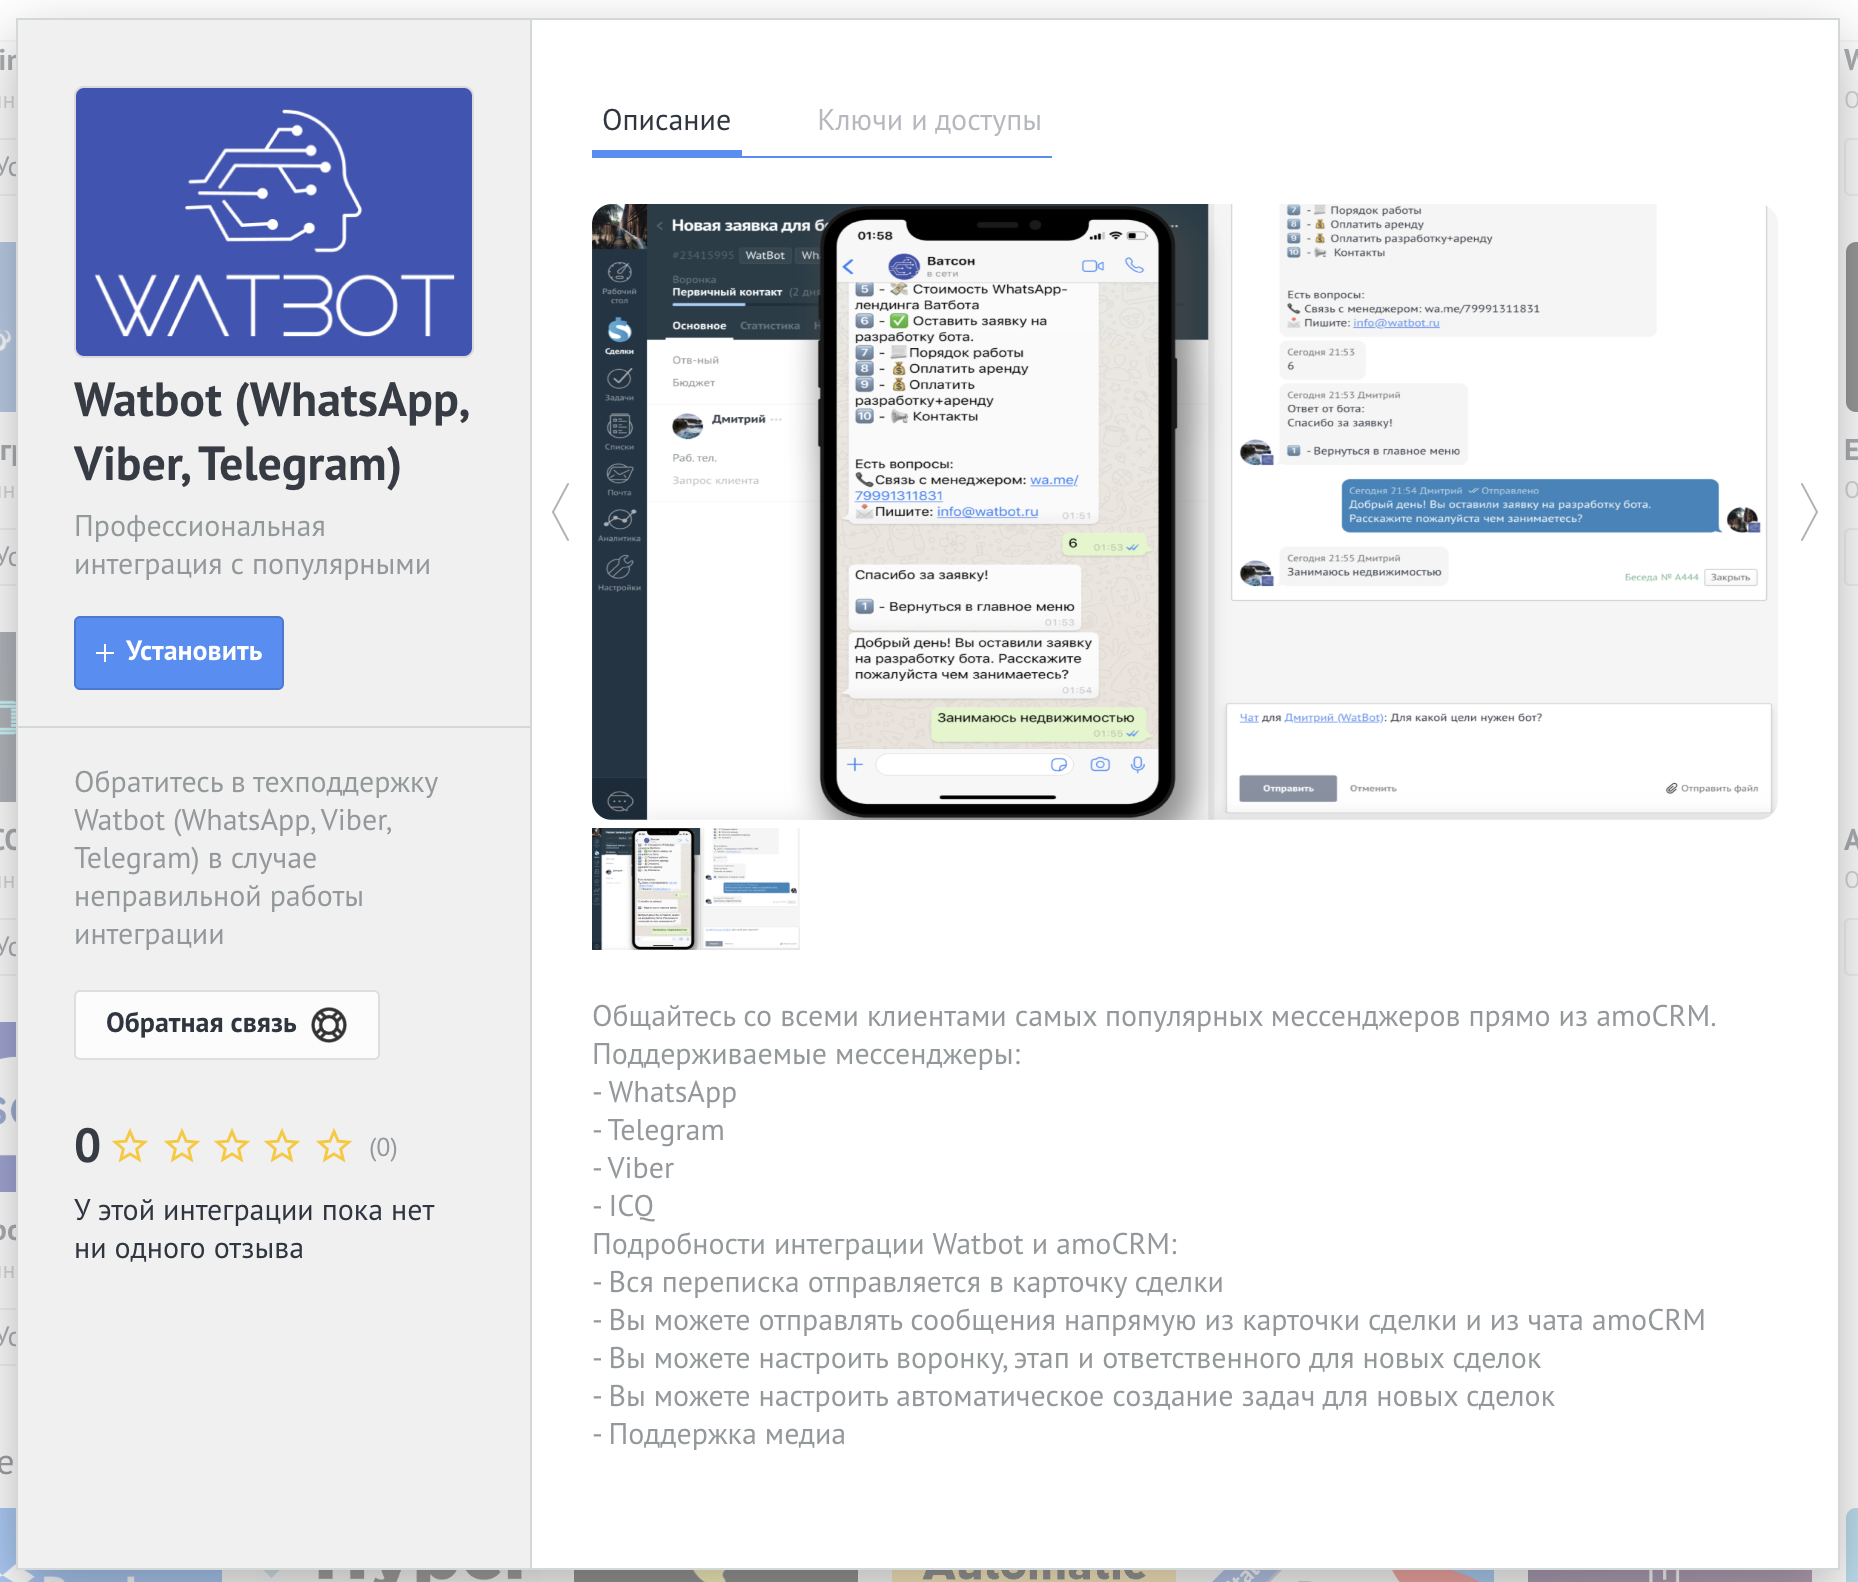 WATBOT
Watbot (WhatsApp,
Viber, Telegram)
Профессиональная
интеграция с популярными
+ Установить
Обратитесь в техподдержку
Watbot (WhatsApp, Viber,
Telegram) в случае
неправильной работы
интеграции
Обратная связь
0 (0)
У этой интеграции пока нет
ни одного отзыва
Описание Ключи и доступы
Рабочий
стол
Сделки
Задачи
Списки
Почта
Аналитика
Настройки
Новая заявка для
#23415995 WatBot
Воронка
Первичный контакт (2
Основное Статистика
Отв-ный
Бюджет
Дмитрий ...
Раб. тел.
Запрос клиента
01:58
Ватсон
в сети
5 - Стоимость WhatsApp-
лендинга Ватбота
6 - Оставить заявку на
разработку бота.
7 - Порядок работы
8 - Оплатить аренду
9 - Оплатить
разработку+аренду
10 - Контакты
Есть вопросы:
Связь с менеджером: wa.me/
79991311831
Пишите: info@watbot.ru
01:51
6 01:53
Спасибо за заявку!
1 - Вернуться в главное меню
01:53
Добрый день! Вы оставили заявку
на разработку бота. Расскажите
пожалуйста чем занимаетесь?
01:54
Занимаюсь недвижимостью
01:55
7 - Порядок работы
8 - Оплатить аренду
9 - Оплатить разработку+аренду
10 - Контакты
Есть вопросы:
Связь с менеджером: wa.me/79991311831
Пишите: info@watbot.ru
Сегодня 21:53
6
Сегодня 21:53 Дмитрий
Ответ от бота:
Спасибо за заявку!
1 - Вернуться в главное меню
Сегодня 21:54 Дмитрий Отправлено
Добрый день! Вы оставили заявку на разработку бота.
Расскажите пожалуйста чем занимаетесь?
Сегодня 21:55 Дмитрий
Занимаюсь недвижимостью
Беседа № A444 Закрыть
Чат для Дмитрий (WatBot): Для какой цели нужен бот?
Отправить Отменить Отправить файл
Общайтесь со всеми клиентами самых популярных мессенджеров прямо из amoCRM.
Поддерживаемые мессенджеры:
- WhatsApp
- Telegram
- Viber
- ICQ
Подробности интеграции Watbot и amoCRM:
- Вся переписка отправляется в карточку сделки
- Вы можете отправлять сообщения напрямую из карточки сделки и из чата amoCRM
- Вы можете настроить воронку, этап и ответственного для новых сделок
- Вы можете настроить автоматическое создание задач для новых сделок
- Поддержка медиа
Automatic